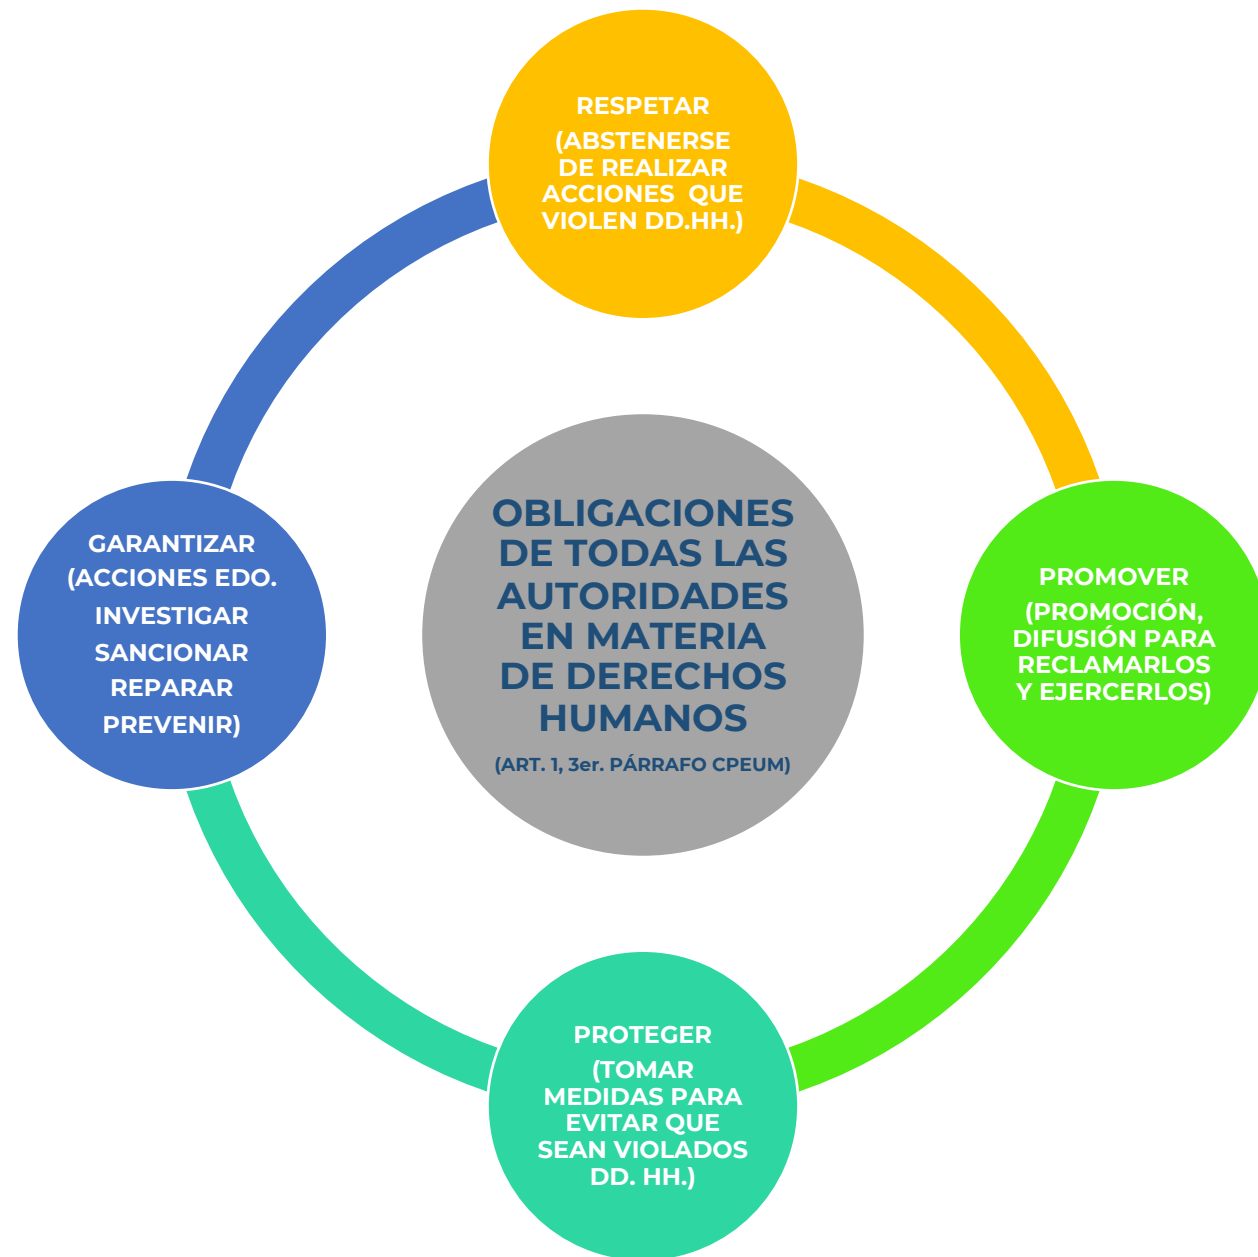 RESPETAR
(ABSTENERSE
DE REALIZAR
ACCIONES QUE
VIOLEN DD.HH.)
OBLIGACIONES
DE TODAS LAS
AUTORIDADES
EN MATERIA
DE DERECHOS
HUMANOS
(ART. 1, 3er. PÁRRAFO CPEUM)
PROMOVER
(PROMOCIÓN,
DIFUSIÓN PARA
RECLAMARLOS
Y EJERCERLOS)
PROTEGER
(TOMAR
MEDIDAS PARA
EVITAR QUE
SEAN VIOLADOS
DD. HH.)
GARANTIZAR
(ACCIONES EDO.
INVESTIGAR
SANCIONAR
REPARAR
PREVENIR)